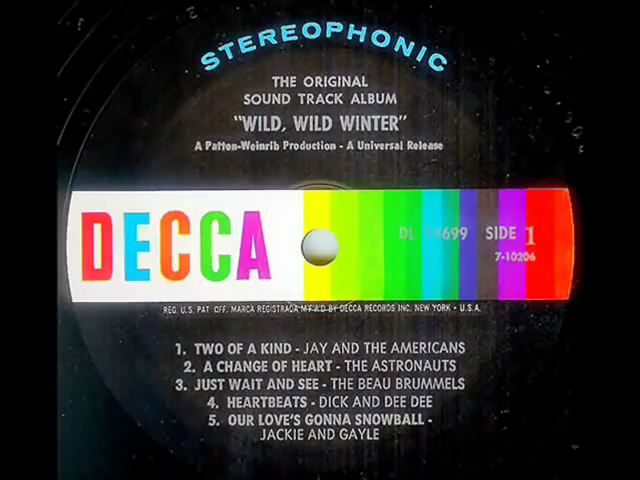 STEREOPHONIC
THE ORIGINAL
SOUND TRACK ALBUM
"WILD, WILD WINTER"
A Patton-Weinrib Production - A Universal Release
DECCA
DL 74699 SIDE 1
7-10206
REG. U.S. PAT. OFF. MARCA REGISTRADA M'F'R'D BY DECCA RECORDS INC. NEW YORK - U.S.A.
1. TWO OF A KIND - JAY AND THE AMERICANS
2. A CHANGE OF HEART - THE ASTRONAUTS
3. JUST WAIT AND SEE - THE BEAU BRUMMELS
4. HEARTBEATS - DICK AND DEE DEE
5. OUR LOVE'S GONNA SNOWBALL -
JACKIE AND GAYLE